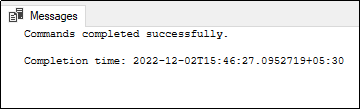 Messages
Commands completed successfully.
Completion time: 2022-12-02T15:46:27.0952719+05:30